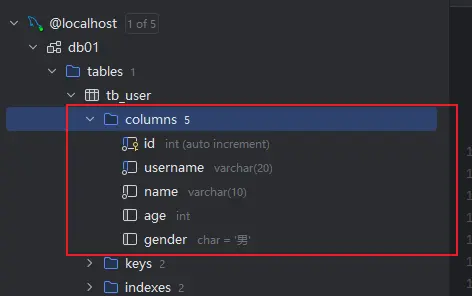 @localhost 1 of 5
db01
tables 1
tb_user
columns 5
id int (auto increment)
username varchar(20)
name varchar(10)
age int
gender char = '男'
keys 2
indexes 2